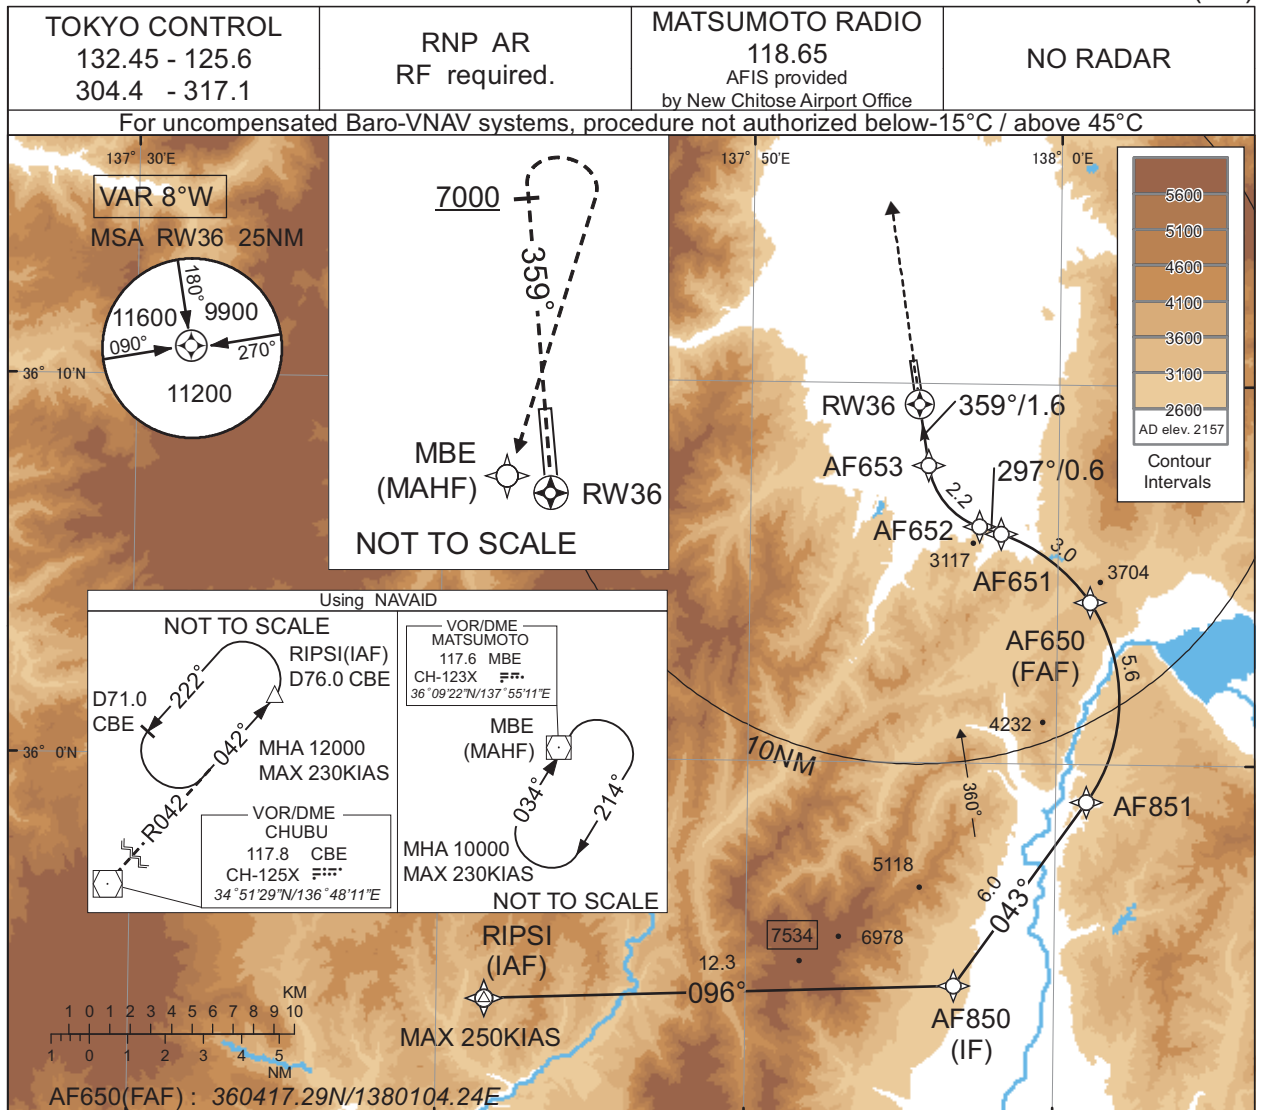 TOKYO CONTROL
132.45 - 125.6
304.4 - 317.1
RNP AR
RF required.
MATSUMOTO RADIO
118.65
AFIS provided
by New Chitose Airport Office
NO RADAR
For uncompensated Baro-VNAV systems, procedure not authorized below-15°C / above 45°C
137° 30'E
137° 50'E
138° 0'E
VAR 8°W
MSA RW36 25NM
180°
11600
9900
090°
270°
11200
36° 10'N
7000
359°
MBE
(MAHF)
RW36
NOT TO SCALE
5600
5100
4600
4100
3600
3100
2600
AD elev. 2157
Contour
Intervals
RW36
359°/1.6
AF653
297°/0.6
2.2
AF652
3117
3.0
AF651
3704
AF650
(FAF)
5.6
4232
10NM
360°
AF851
5118
6.0
043°
7534
6978
12.3
096°
AF850
(IF)
RIPSI
(IAF)
MAX 250KIAS
Using NAVAID
NOT TO SCALE
RIPSI(IAF)
D76.0 CBE
D71.0
CBE
222°
042°
MHA 12000
MAX 230KIAS
R042
VOR/DME
CHUBU
117.8 CBE
CH-125X
34°51'29"N/136°48'11"E
VOR/DME
MATSUMOTO
117.6 MBE
CH-123X
36°09'22"N/137°55'11"E
MBE
(MAHF)
034°
214°
MHA 10000
MAX 230KIAS
NOT TO SCALE
36° 0'N
KM
1 0 1 2 3 4 5 6 7 8 9 10
1 0 1 2 3 4 5
NM
AF650(FAF) : 360417.29N/1380104.24E